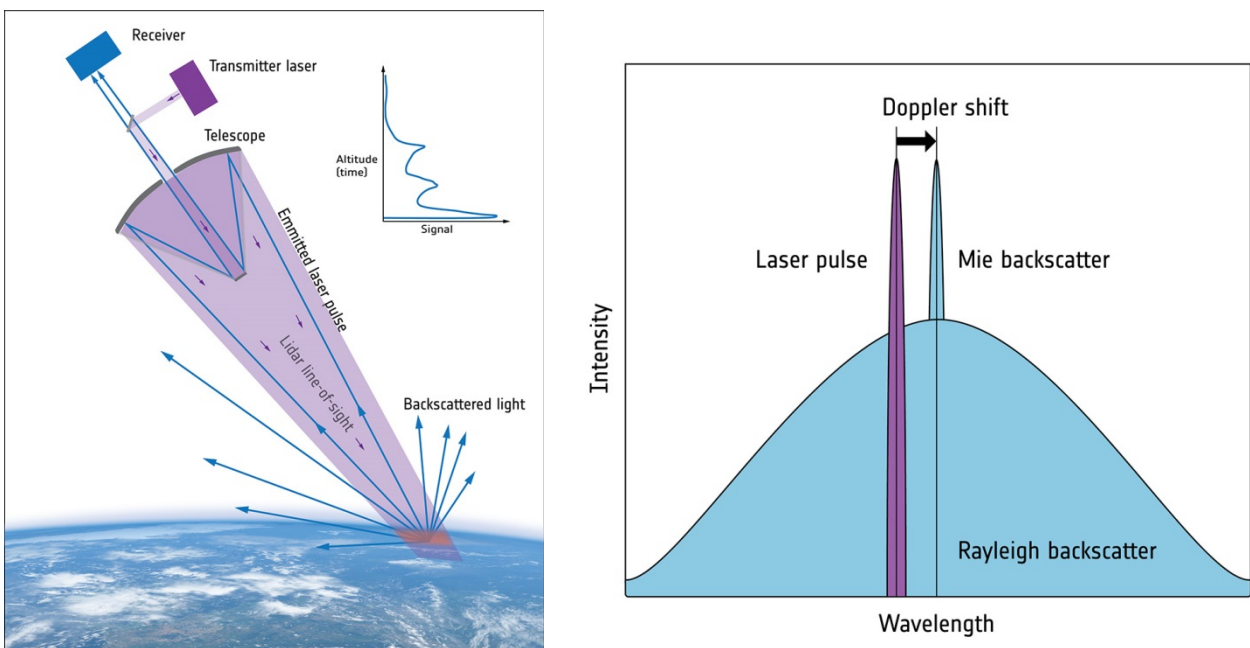 Receiver
Transmitter laser
Telescope
Altitude
(time)
Signal
Emmitted laser pulse
Lidar line-of-sight
Backscattered light
Doppler shift
Laser pulse
Mie backscatter
Intensity
Rayleigh backscatter
Wavelength